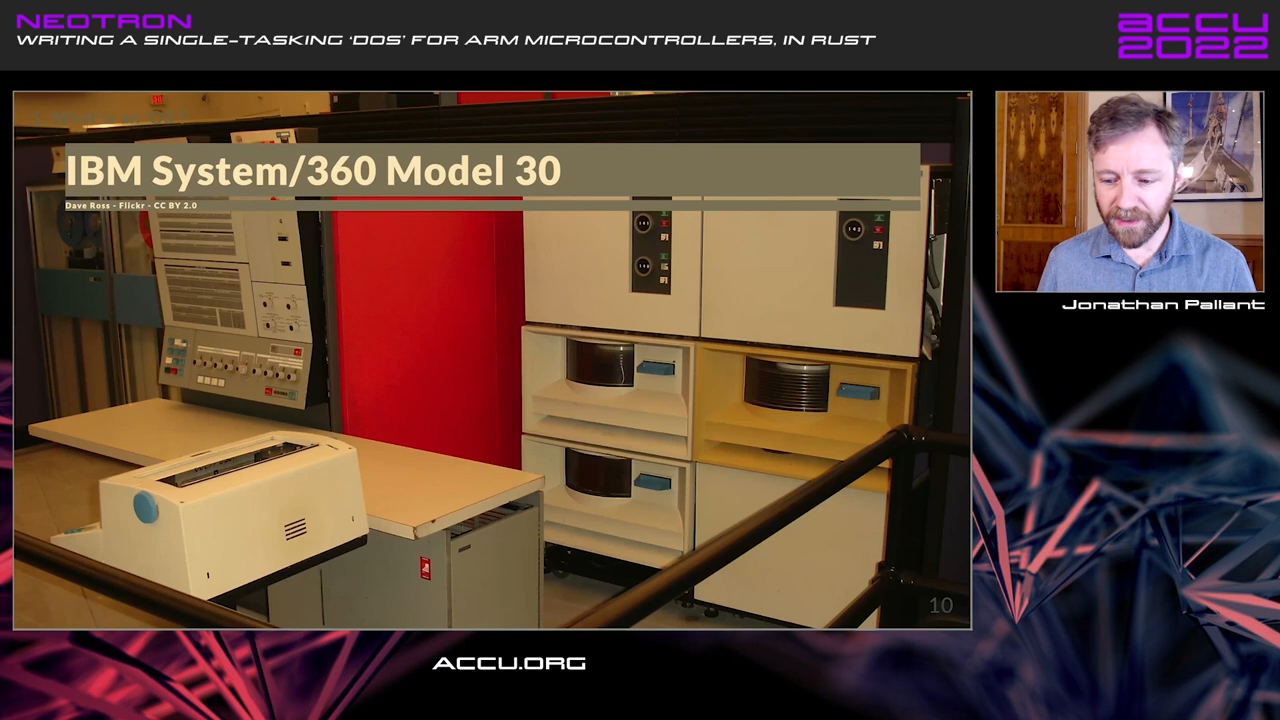 NEOTRON
WRITING A SINGLE-TASKING 'DOS' FOR ARM MICROCONTROLLERS, IN RUST
ACCU
2022
IBM System/360 Model 30
Dave Ross - Flickr - CC BY 2.0
10
Jonathan Pallant
ACCU.ORG